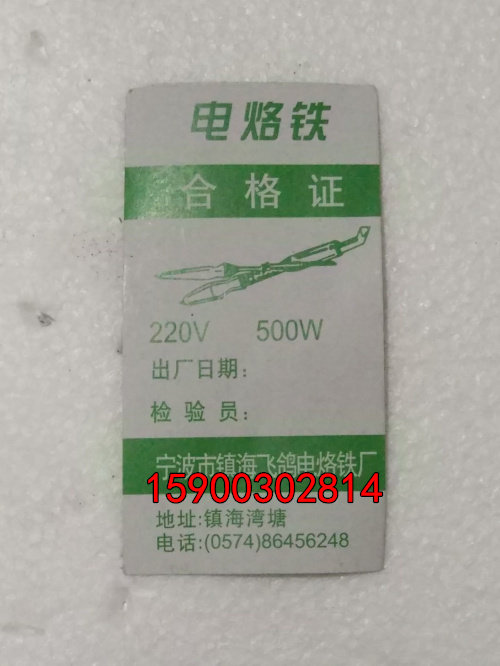 电烙铁
合格证
220V 500W
出厂日期：
检验员：
宁波市镇海飞鸽电烙铁厂
15900302814
地址:镇海湾塘
电话:(0574)86456248